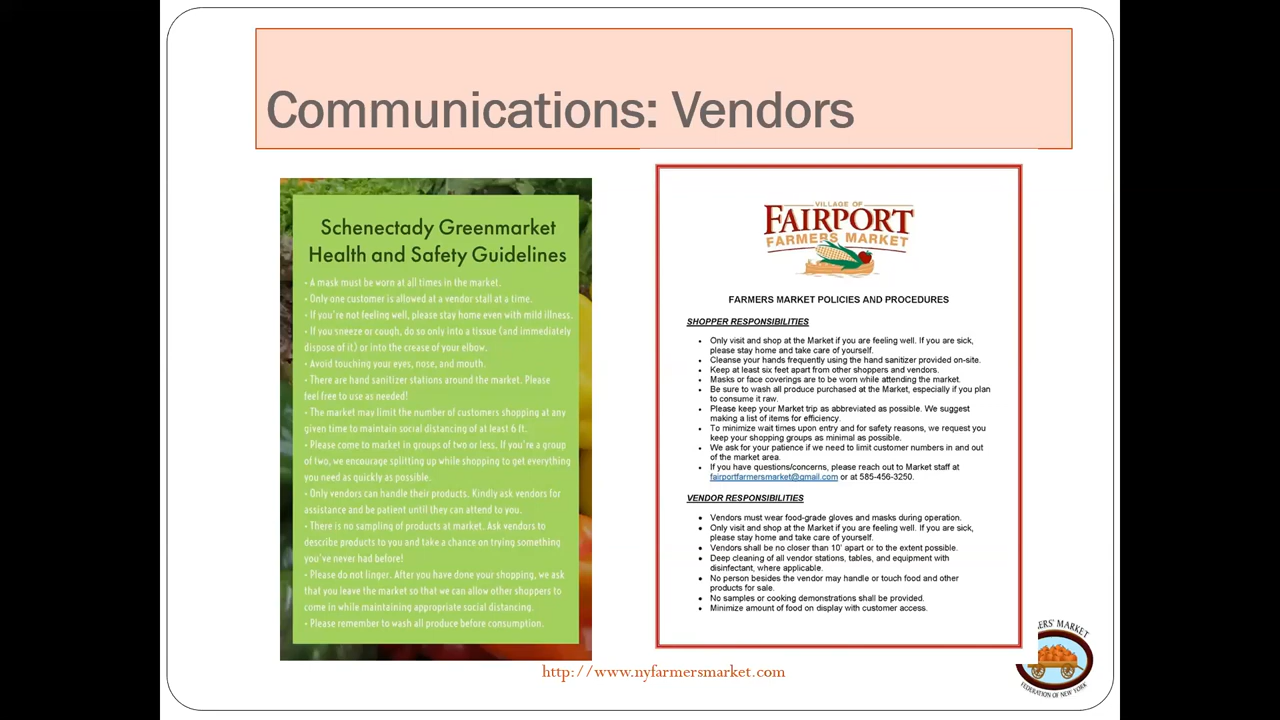 Communications: Vendors
Schenectady Greenmarket
Health and Safety Guidelines
• A mask must be worn at all times in the market.
• Only one customer is allowed at a vendor stall at a time.
• If you're not feeling well, please stay home even with mild illness.
• If you sneeze or cough, do so only into a tissue (and immediately
dispose of it) or into the crease of your elbow.
• Avoid touching your eyes, nose, and mouth.
• There are hand sanitizer stations around the market. Please
feel free to use as needed!
• The market may limit the number of customers shopping at any
given time to maintain social distancing of at least 6 ft.
• Please come to market in groups of two or less. If you're a group
of two, we encourage splitting up while shopping to get everything
you need as quickly as possible.
• Only vendors can handle their products. Kindly ask vendors for
assistance and be patient until they can attend to you.
• There is no sampling of products at market. Ask vendors to
describe products to you and take a chance on trying something
you've never had before!
• Please do not linger. After you have done your shopping, we ask
that you leave the market so that we can allow other shoppers to
come in while maintaining appropriate social distancing.
• Please remember to wash all produce before consumption.
VILLAGE OF
FAIRPORT
FARMERS MARKET
FARMERS MARKET POLICIES AND PROCEDURES
SHOPPER RESPONSIBILITIES
• Only visit and shop at the Market if you are feeling well. If you are sick,
please stay home and take care of yourself.
• Cleanse your hands frequently using the hand sanitizer provided on-site.
• Keep at least six feet apart from other shoppers and vendors.
• Masks or face coverings are to be worn while attending the market.
• Be sure to wash all produce purchased at the Market, especially if you plan
to consume it raw.
• Please keep your Market trip as abbreviated as possible. We suggest
making a list of items for efficiency.
• To minimize wait times upon entry and for safety reasons, we request you
keep your shopping groups as minimal as possible.
• We ask for your patience if we need to limit customer numbers in and out
of the market area.
• If you have questions/concerns, please reach out to Market staff at
fairportfarmersmarket@gmail.com or at 585-456-3250.
VENDOR RESPONSIBILITIES
• Vendors must wear food-grade gloves and masks during operation.
• Only visit and shop at the Market if you are feeling well. If you are sick,
please stay home and take care of yourself.
• Vendors shall be no closer than 10' apart or to the extent possible.
• Deep cleaning of all vendor stations, tables, and equipment with
disinfectant, where applicable.
• No person besides the vendor may handle or touch food and other
products for sale.
• No samples or cooking demonstrations shall be provided.
• Minimize amount of food on display with customer access.
http://www.nyfarmersmarket.com
ERS' MARKET
FEDERATION OF NEW YORK